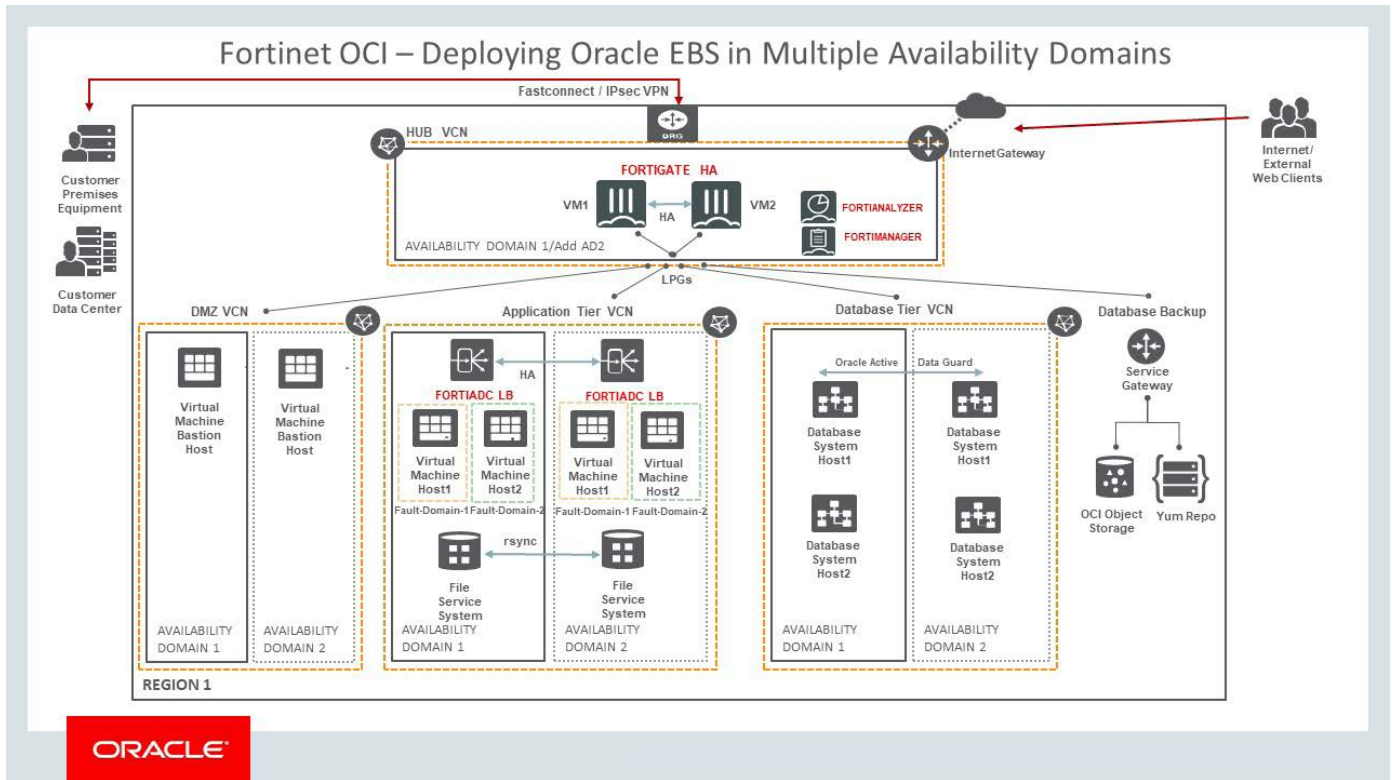 Fortinet OCI – Deploying Oracle EBS in Multiple Availability Domains
Fastconnect / IPsec VPN
DRG
HUB VCN
InternetGateway
Customer
Premises
Equipment
Customer
Data Center
Internet/
External
Web Clients
FORTIGATE HA
VM1
HA
VM2
FORTIANALYZER
FORTIMANAGER
AVAILABILITY DOMAIN 1/Add AD2
LPGs
DMZ VCN
Virtual
Machine
Bastion
Host
Virtual
Machine
Bastion
Host
AVAILABILITY
DOMAIN 1
AVAILABILITY
DOMAIN 2
Application Tier VCN
HA
FORTIADC LB
FORTIADC LB
Virtual
Machine
Host1
Virtual
Machine
Host2
Virtual
Machine
Host1
Virtual
Machine
Host2
Fault-Domain-1
Fault-Domain-2
Fault-Domain-1
Fault-Domain-2
rsync
File
Service
System
File
Service
System
AVAILABILITY
DOMAIN 1
AVAILABILITY
DOMAIN 2
Database Tier VCN
Oracle Active
Data Guard
Database
System
Host1
Database
System
Host1
Database
System
Host2
Database
System
Host2
AVAILABILITY
DOMAIN 1
AVAILABILITY
DOMAIN 2
Database Backup
Service
Gateway
OCI Object
Storage
Yum Repo
REGION 1
ORACLE